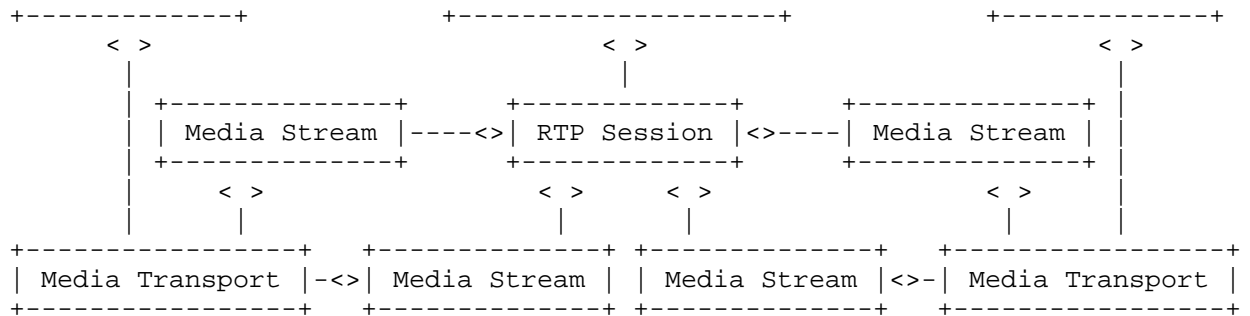 +-------------+                  +--------------------+                  +-------------+
      < >                                  < >                                 < >
       |                                    |                                   |
       | +--------------+      +-------------+      +--------------+ |
       | | Media Stream |----<>| RTP Session |<>----| Media Stream | |
       | +--------------+      +-------------+      +--------------+ |
       |     < >                 < >     < >                 < >      |
       |      |                   |       |                   |       |
+-----------------+   +--------------+ +--------------+   +-----------------+
| Media Transport |-<>| Media Stream | | Media Stream |<>-| Media Transport |
+-----------------+   +--------------+ +--------------+   +-----------------+